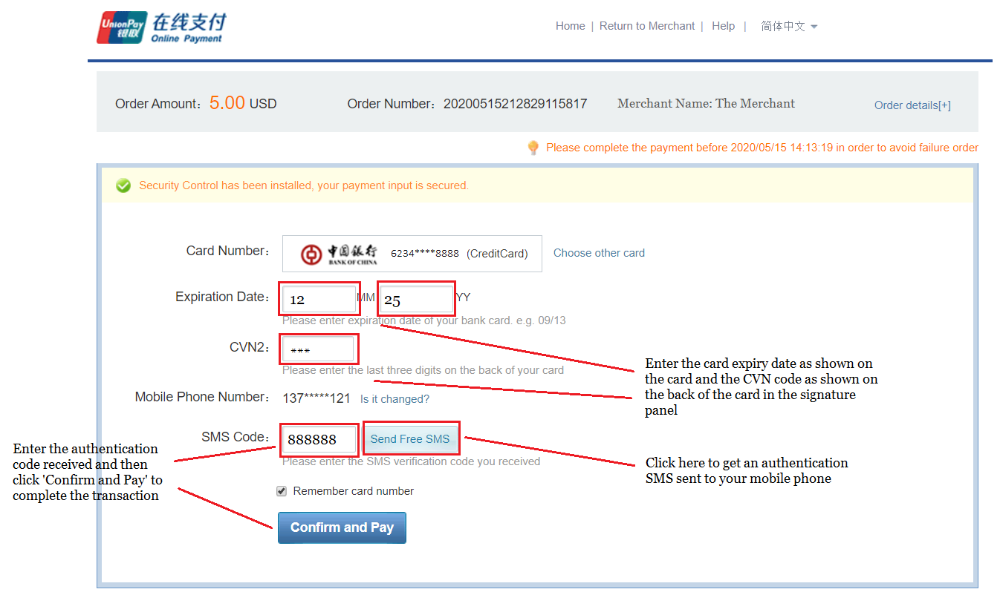 UnionPay 银联 在线支付
Online Payment
Home | Return to Merchant | Help | 简体中文
Order Amount: 5.00 USD Order Number: 20200515212829115817 Merchant Name: The Merchant Order details[+]
Please complete the payment before 2020/05/15 14:13:19 in order to avoid failure order
Security Control has been installed, your payment input is secured.
Card Number: 中国银行 BANK OF CHINA 6234****8888 (CreditCard) Choose other card
Expiration Date: 12 MM 25 YY
Please enter expiration date of your bank card. e.g. 09/13
CVN2: ***
Please enter the last three digits on the back of your card
Enter the card expiry date as shown on
the card and the CVN code as shown on
the back of the card in the signature
panel
Mobile Phone Number: 137*****121 Is it changed?
SMS Code: 888888 Send Free SMS
Please enter the SMS verification code you received
Click here to get an authentication
SMS sent to your mobile phone
Enter the authentication
code received and then
click 'Confirm and Pay' to
complete the transaction
Remember card number
Confirm and Pay